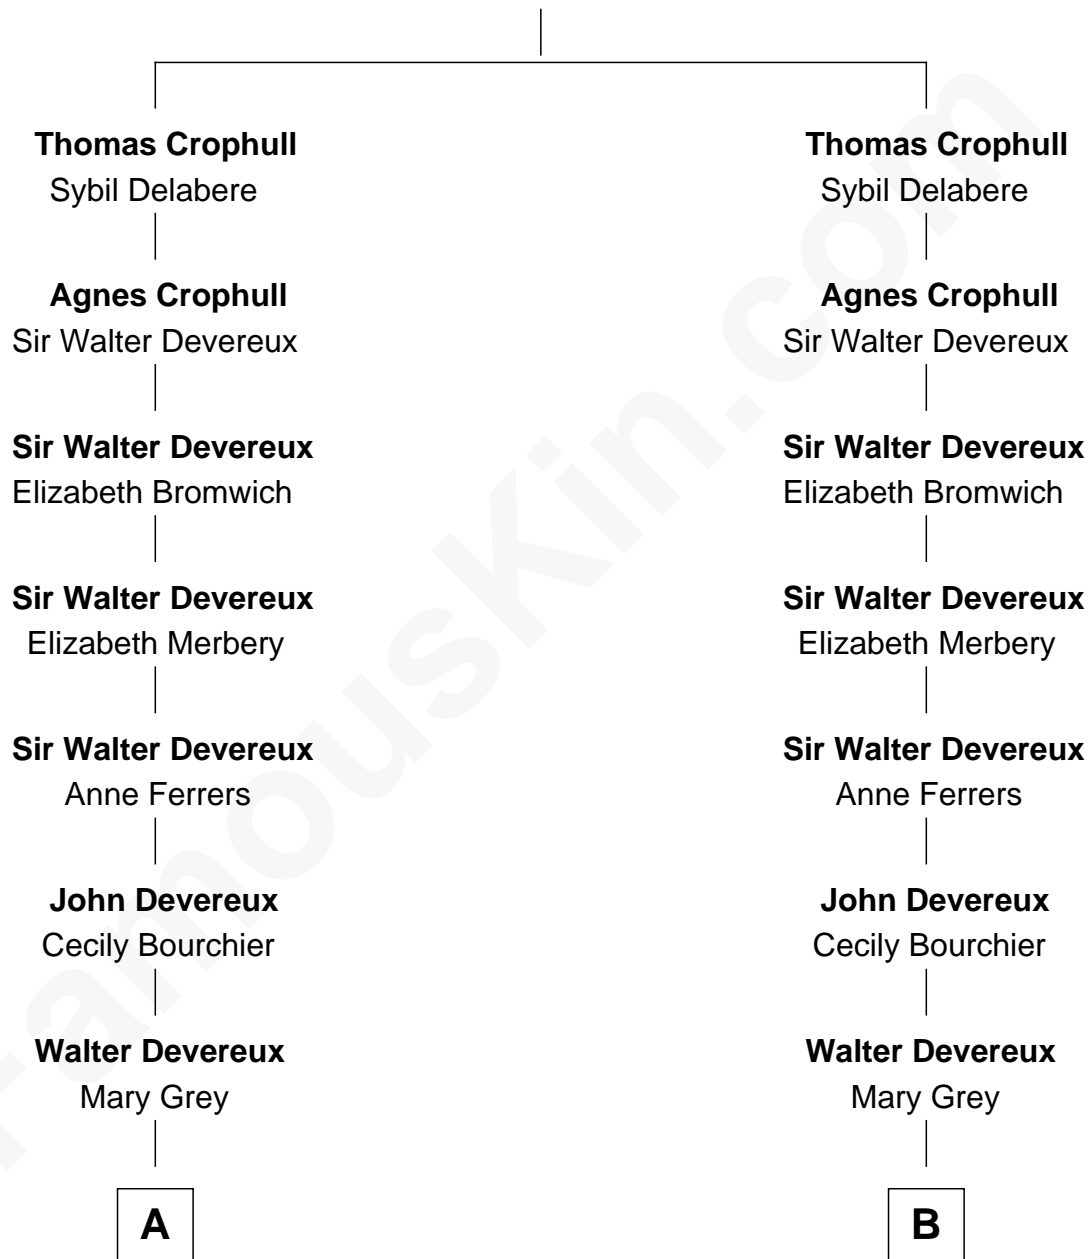 Thomas Crophull Thomas Crophull
Sybil Delabere Sybil Delabere
Agnes Crophull Agnes Crophull
Sir Walter Devereux Sir Walter Devereux
Sir Walter Devereux Sir Walter Devereux
Elizabeth Bromwich Elizabeth Bromwich
Sir Walter Devereux Sir Walter Devereux
Elizabeth Merbery Elizabeth Merbery
Sir Walter Devereux Sir Walter Devereux
Anne Ferrers Anne Ferrers
John Devereux John Devereux
Cecily Bourchier Cecily Bourchier
Walter Devereux Walter Devereux
Mary Grey Mary Grey
A B
FamousKin.com